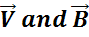 V⃗ and B⃗